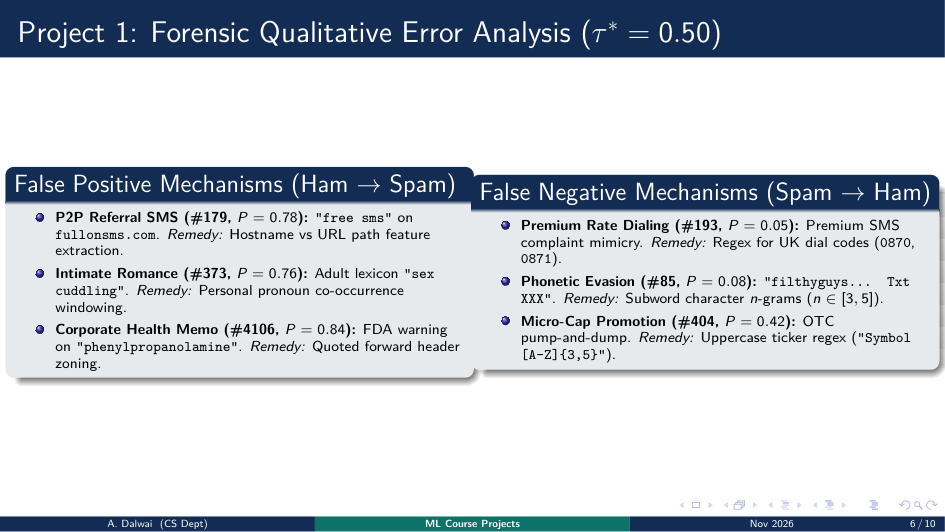 Project 1: Forensic Qualitative Error Analysis (τ* = 0.50)
False Positive Mechanisms (Ham → Spam)
P2P Referral SMS (#179, P = 0.78): "free sms" on
fullonsms.com. Remedy: Hostname vs URL path feature
extraction.
Intimate Romance (#373, P = 0.76): Adult lexicon "sex
cuddling". Remedy: Personal pronoun co-occurrence
windowing.
Corporate Health Memo (#4106, P = 0.84): FDA warning
on "phenylpropanolamine". Remedy: Quoted forward header
zoning.
False Negative Mechanisms (Spam → Ham)
Premium Rate Dialing (#193, P = 0.05): Premium SMS
complaint mimicry. Remedy: Regex for UK dial codes (0870,
0871).
Phonetic Evasion (#85, P = 0.08): "filthyguys... Txt
XXX". Remedy: Subword character n-grams (n ∈ [3, 5]).
Micro-Cap Promotion (#404, P = 0.42): OTC
pump-and-dump. Remedy: Uppercase ticker regex ("Symbol
[A-Z]{3,5}").
A. Dalwai (CS Dept)
ML Course Projects
Nov 2026
6 / 10